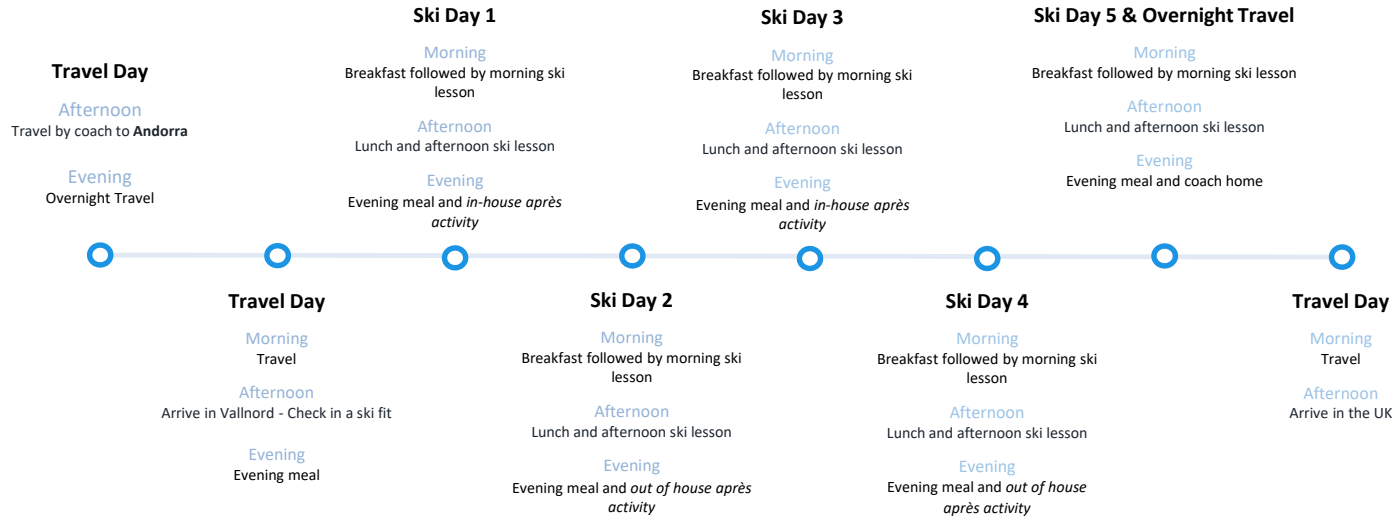 Travel Day
Afternoon
Travel by coach to Andorra
Evening
Overnight Travel
Travel Day
Morning
Travel
Afternoon
Arrive in Vallnord - Check in a ski fit
Evening
Evening meal
Ski Day 1
Morning
Breakfast followed by morning ski
lesson
Afternoon
Lunch and afternoon ski lesson
Evening
Evening meal and in-house après
activity
Ski Day 2
Morning
Breakfast followed by morning ski
lesson
Afternoon
Lunch and afternoon ski lesson
Evening
Evening meal and out of house après
activity
Ski Day 3
Morning
Breakfast followed by morning ski
lesson
Afternoon
Lunch and afternoon ski lesson
Evening
Evening meal and in-house après
activity
Ski Day 4
Morning
Breakfast followed by morning ski
lesson
Afternoon
Lunch and afternoon ski lesson
Evening
Evening meal and out of house
après activity
Ski Day 5 & Overnight Travel
Morning
Breakfast followed by morning ski lesson
Afternoon
Lunch and afternoon ski lesson
Evening
Evening meal and coach home
Travel Day
Morning
Travel
Afternoon
Arrive in the UK